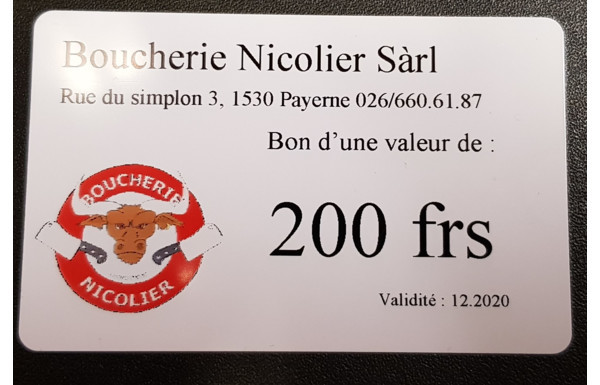 Boucherie Nicolier Sàrl
Rue du simplon 3, 1530 Payerne 026/660.61.87
Bon d'une valeur de :
BOUCHERIE
NICOLIER
200 frs
Validité : 12.2020